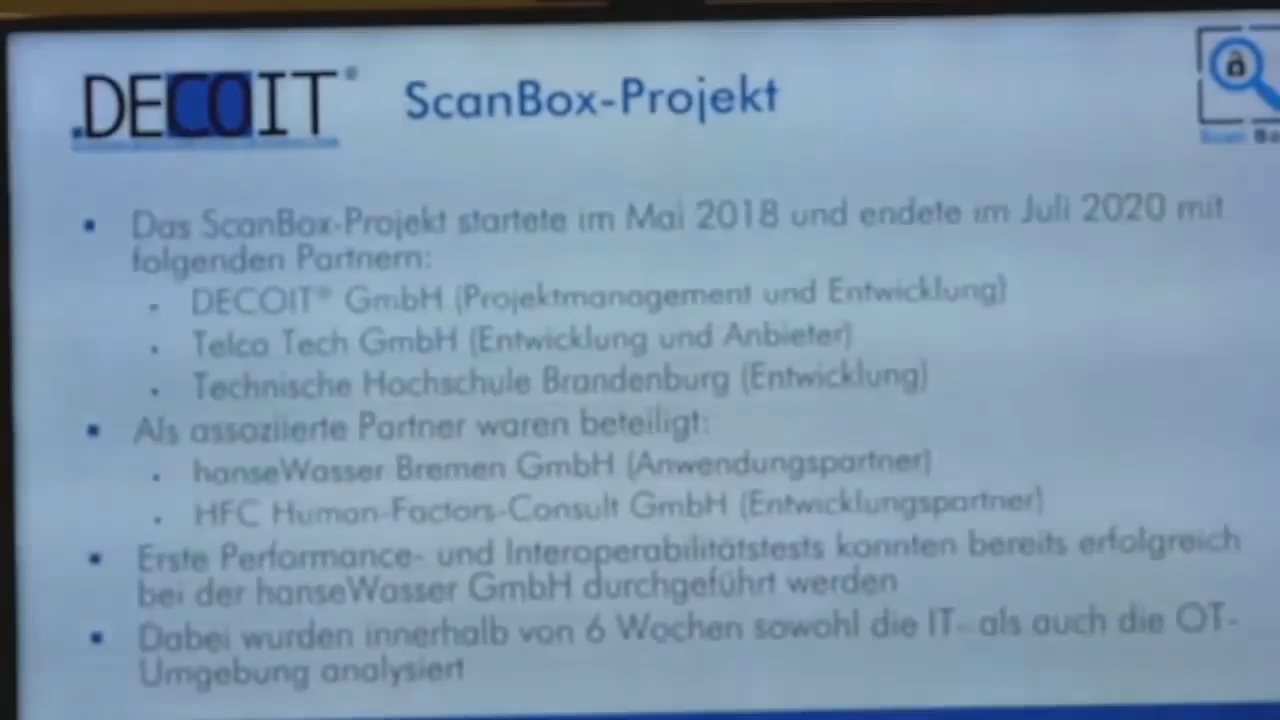 DECOIT®
ScanBox-Projekt
Scan
Das ScanBox-Projekt startete im Mai 2018 und endete im Juli 2020 mit
folgenden Partnern:
DECOIT® GmbH (Projektmanagement und Entwicklung)
Telco Tech GmbH (Entwicklung und Anbieter)
Technische Hochschule Brandenburg (Entwicklung)
Als assoziierte Partner waren beteiligt:
hanseWasser Bremen GmbH (Anwendungspartner)
HFC Human-Factors-Consult GmbH (Entwicklungspartner)
Erste Performance- und Interoperabilitätstests konnten bereits erfolgreich
bei der hanseWasser GmbH durchgeführt werden
Dabei wurden innerhalb von 6 Wochen sowohl die IT- als auch die OT-
Umgebung analysiert